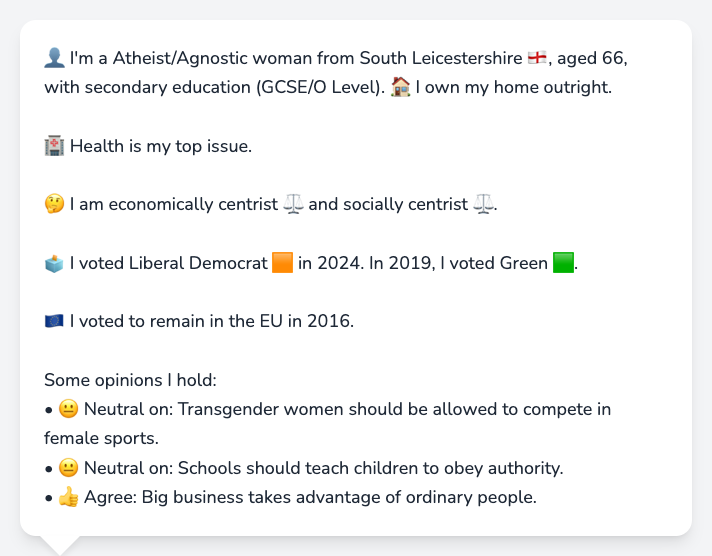 👤 I'm a Atheist/Agnostic woman from South Leicestershire 🏴󠁧󠁢󠁥󠁮󠁧󠁿, aged 66,
with secondary education (GCSE/O Level). 🏠 I own my home outright.
🏥 Health is my top issue.
🤔 I am economically centrist ⚖️ and socially centrist ⚖️.
🗳️ I voted Liberal Democrat 🟧 in 2024. In 2019, I voted Green 🟩.
🇪🇺 I voted to remain in the EU in 2016.
Some opinions I hold:
• 😐 Neutral on: Transgender women should be allowed to compete in
female sports.
• 😐 Neutral on: Schools should teach children to obey authority.
• 👍 Agree: Big business takes advantage of ordinary people.